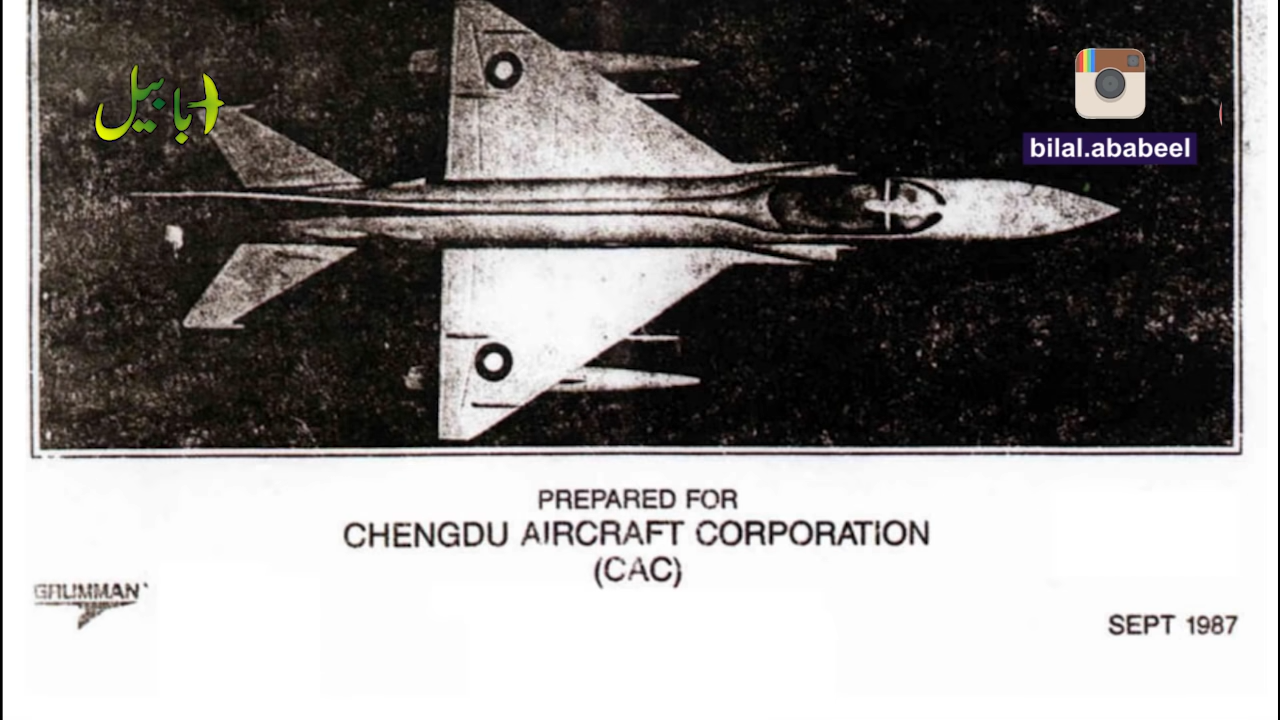 ابابیل
bilal.ababeel
PREPARED FOR
CHENGDU AIRCRAFT CORPORATION
(CAC)
GRUMMAN
SEPT 1987